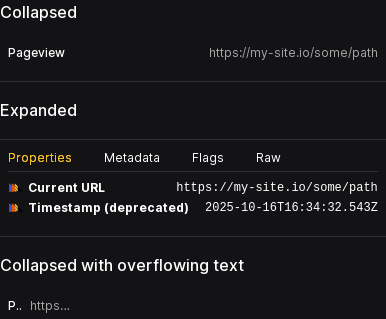 Collapsed
Pageview https://my-site.io/some/path
Expanded
Properties Metadata Flags Raw
Current URL https://my-site.io/some/path
Timestamp (deprecated) 2025-10-16T16:34:32.543Z
Collapsed with overflowing text
P.. https...